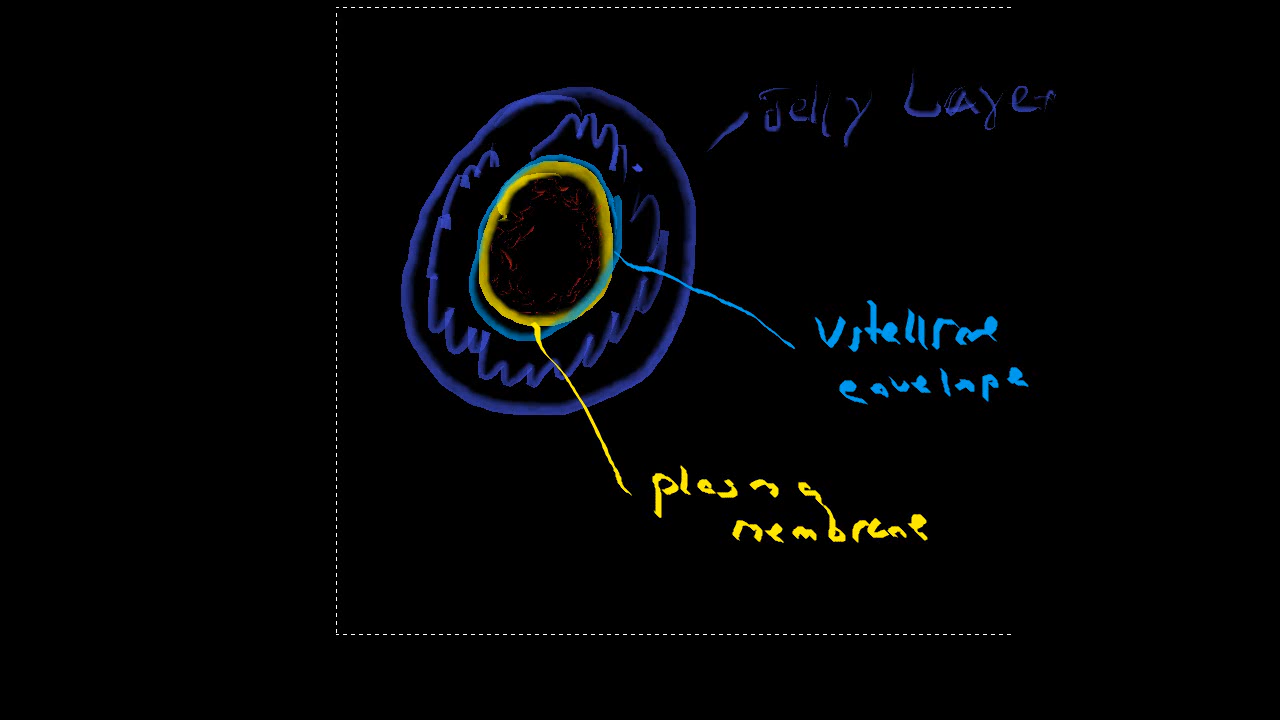 Jelly Layer
Vitelline
envelope
plasma
membrane